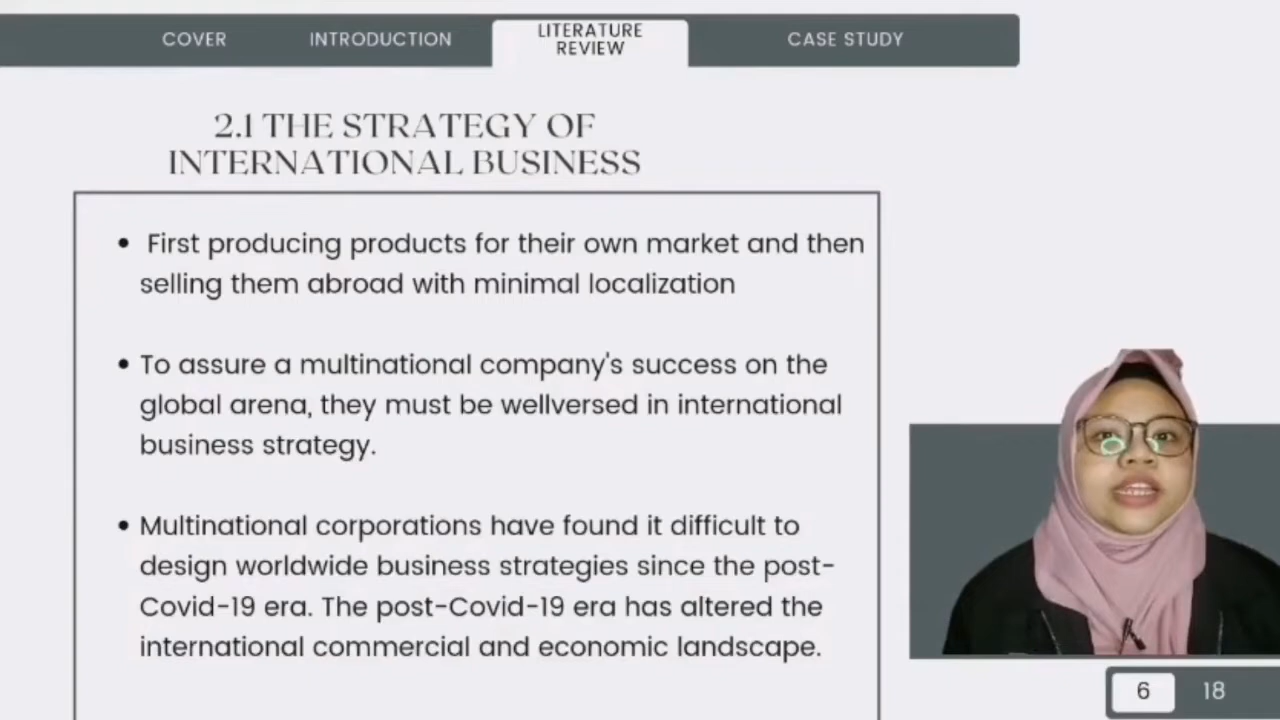 COVER
INTRODUCTION
LITERATURE
REVIEW
CASE STUDY
2.1 THE STRATEGY OF
INTERNATIONAL BUSINESS
• First producing products for their own market and then
selling them abroad with minimal localization
• To assure a multinational company's success on the
global arena, they must be wellversed in international
business strategy.
• Multinational corporations have found it difficult to
design worldwide business strategies since the post-
Covid-19 era. The post-Covid-19 era has altered the
international commercial and economic landscape.
6
18